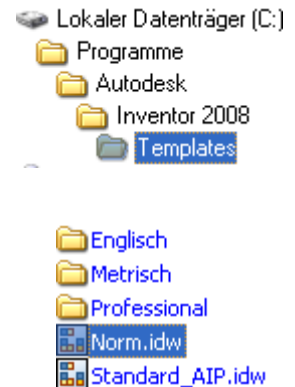 Lokaler Datenträger (C:)
Programme
Autodesk
Inventor 2008
Templates
Englisch
Metrisch
Professional
Norm.idw
Standard_AIP.idw